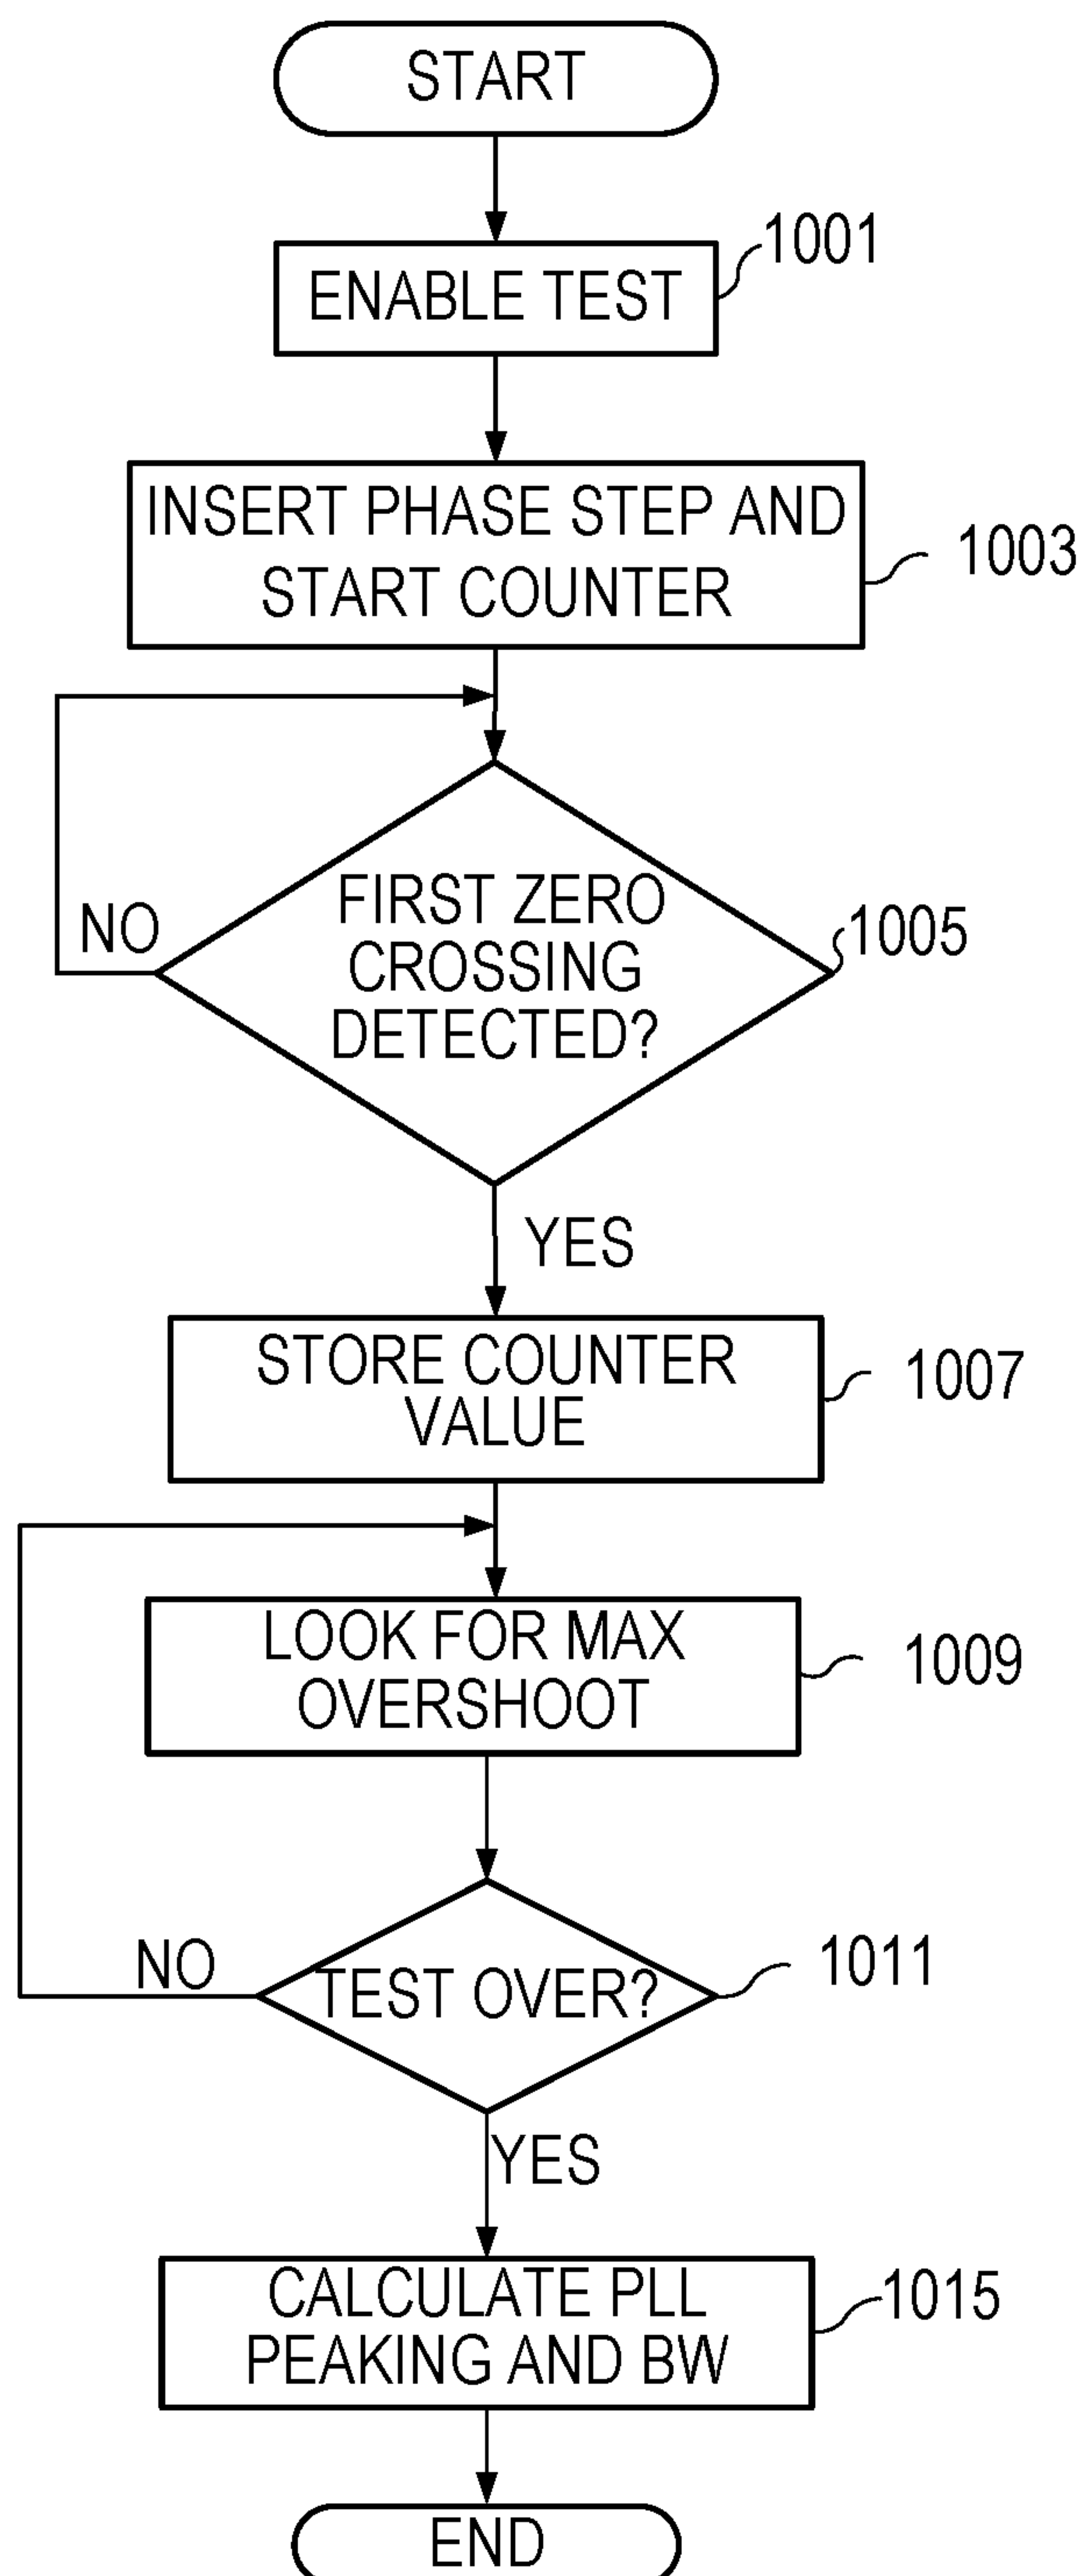 START
1001
ENABLE TEST
INSERT PHASE STEP AND
START COUNTER
1003
FIRST ZERO
CROSSING
DETECTED?
NO
1005
YES
STORE COUNTER
VALUE
1007
LOOK FOR MAX
OVERSHOOT
1009
NO
TEST OVER?
1011
YES
CALCULATE PLL
PEAKING AND BW
1015
END